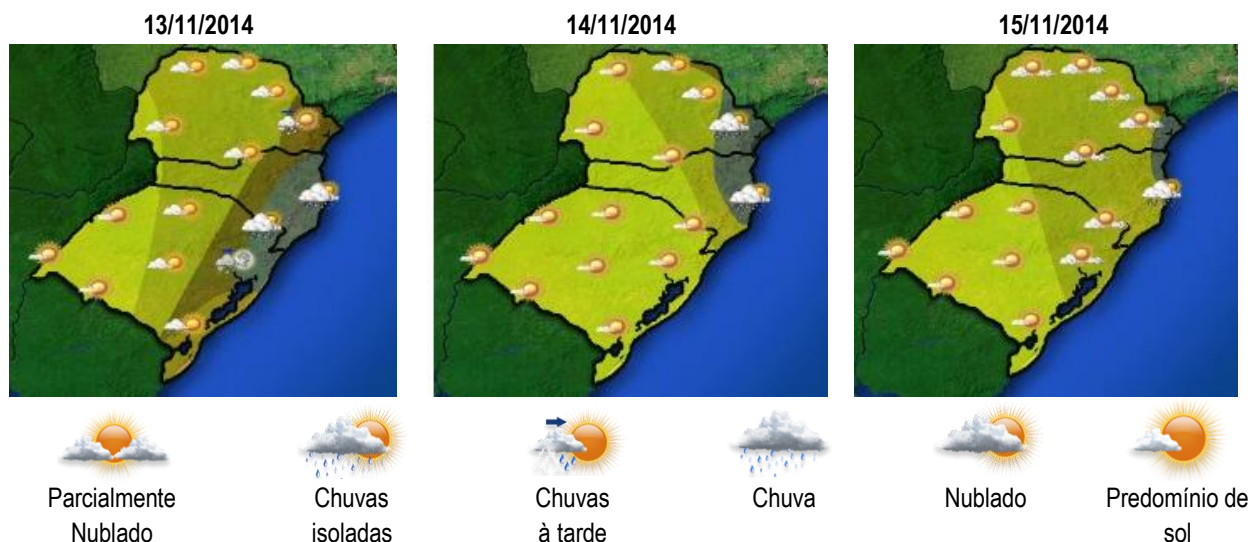 13/11/2014
14/11/2014
15/11/2014
Parcialmente
Nublado
Chuvas
isoladas
Chuvas
à tarde
Chuva
Nublado
Predomínio de
sol